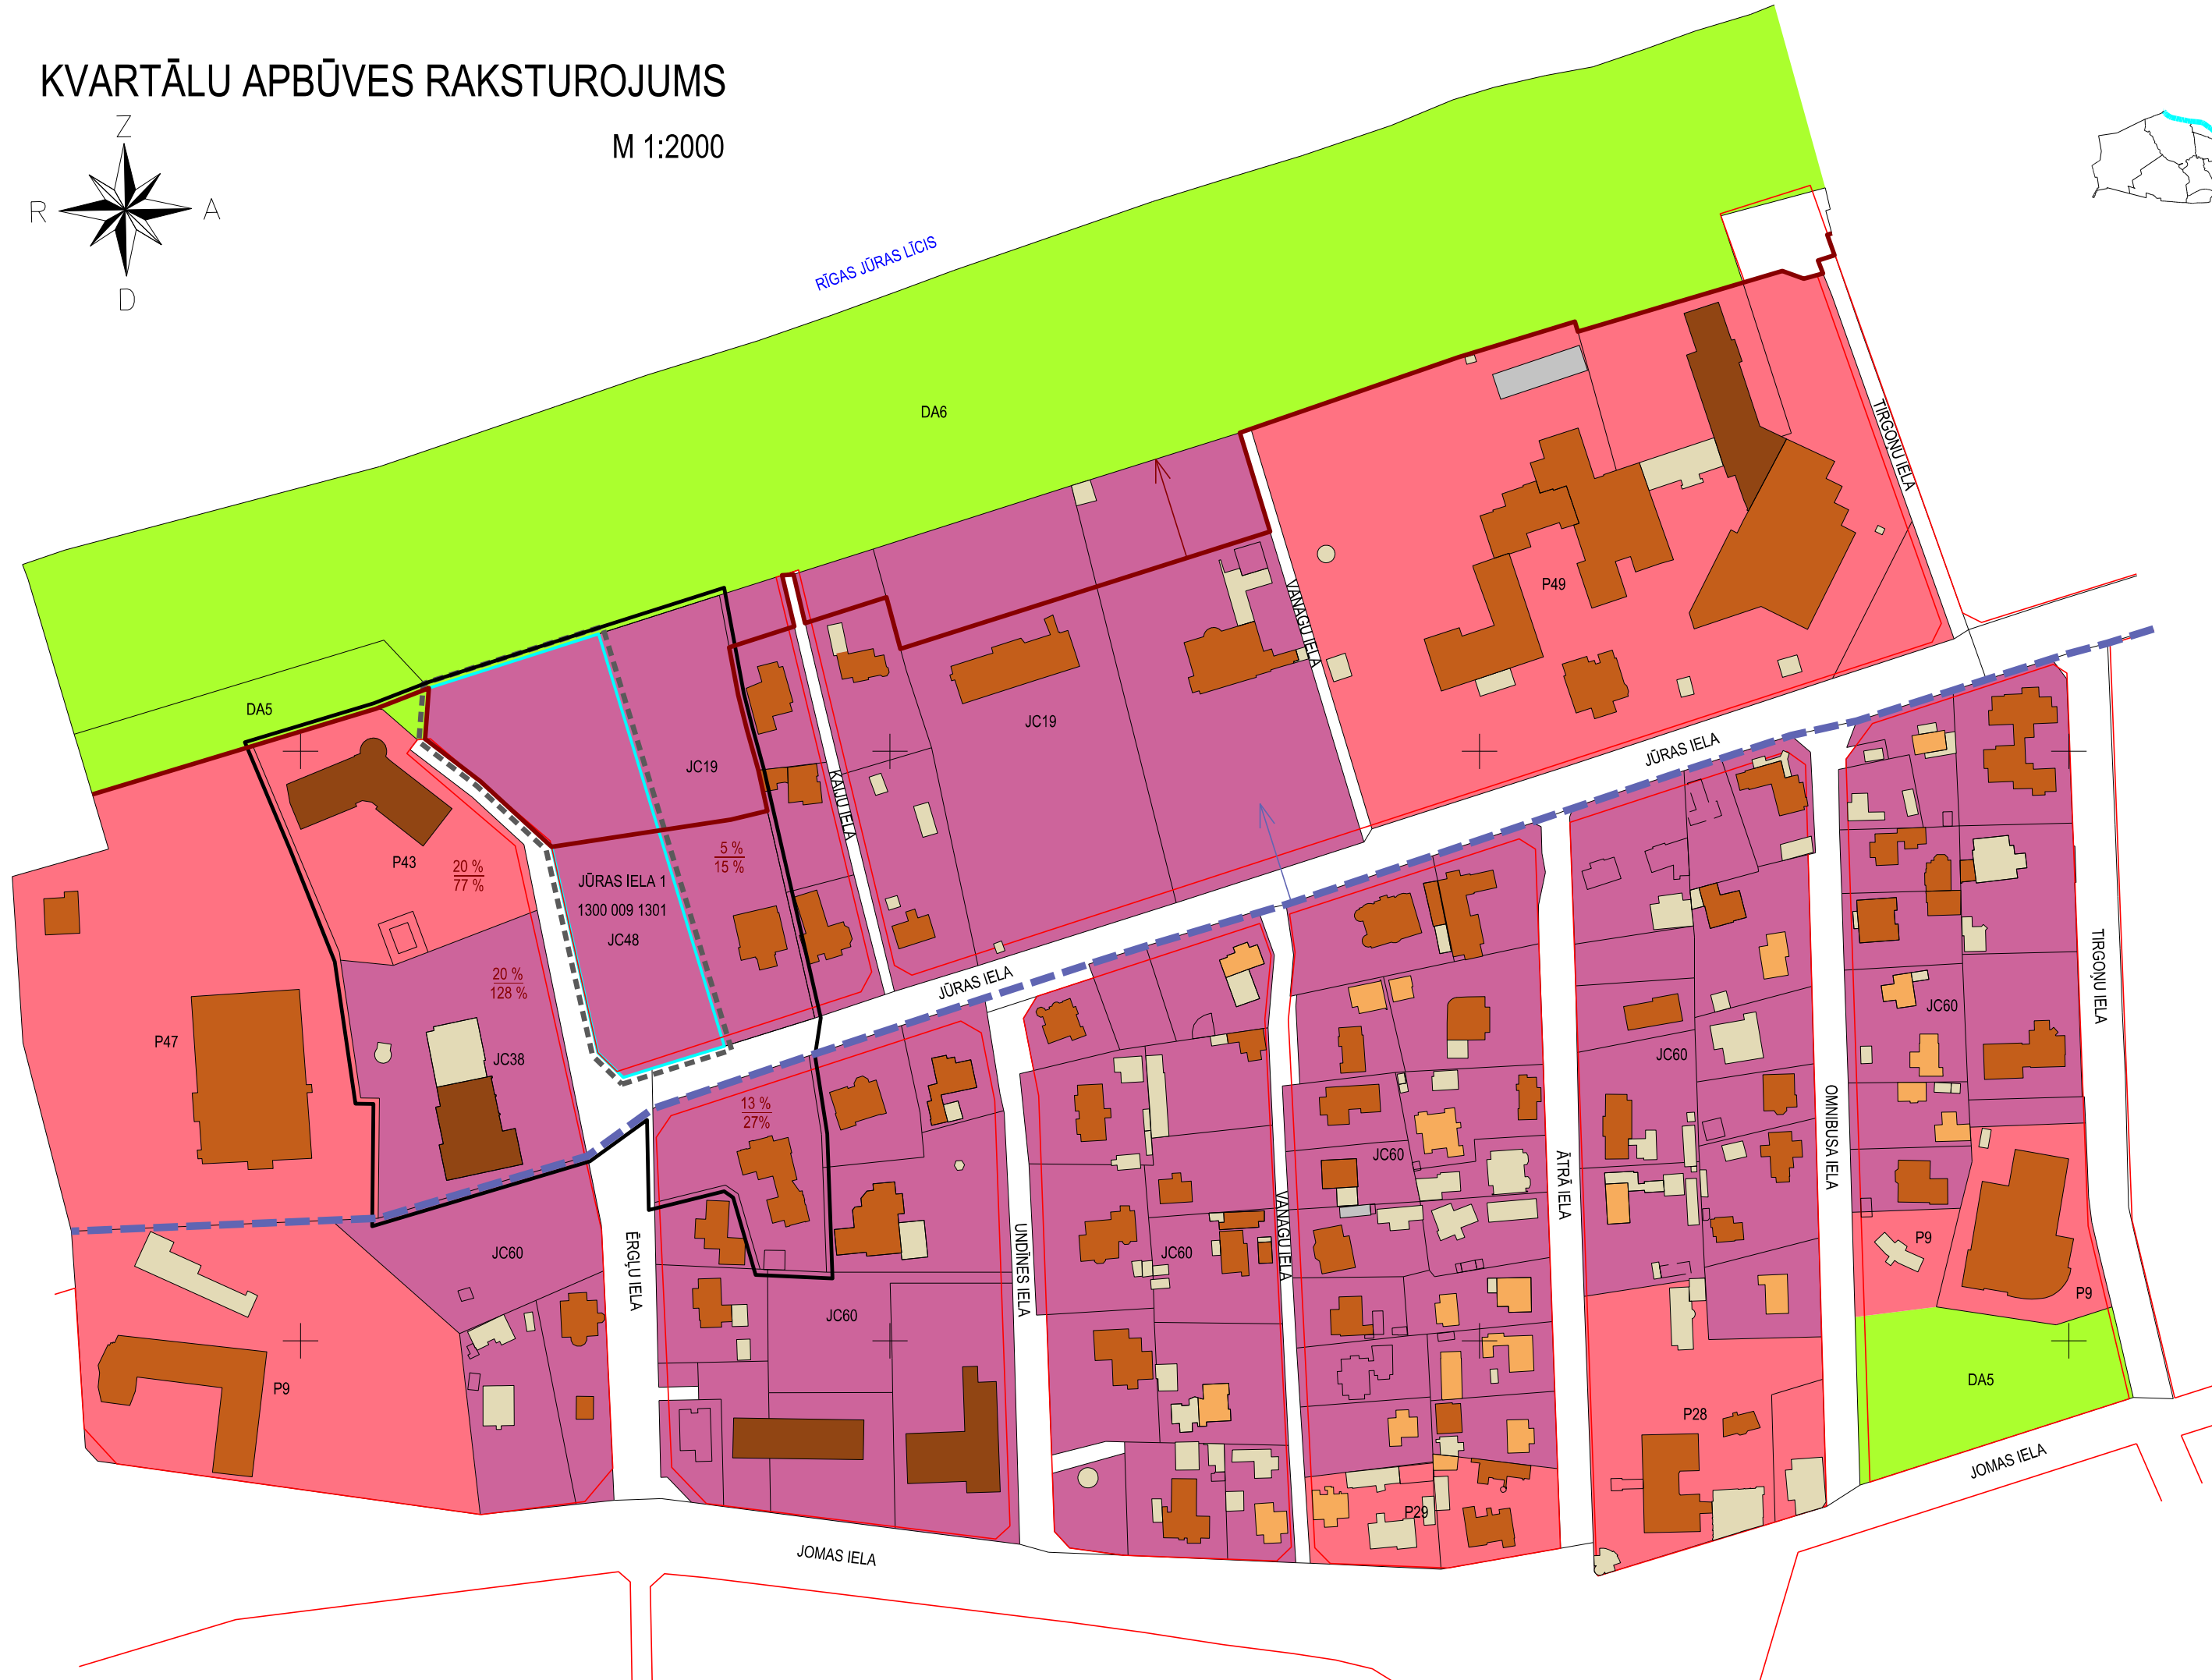 KVARTĀLU APBŪVES RAKSTUROJUMS
M 1:2000
Z
R
A
D
RĪGAS JŪRAS LĪCIS
DA6
TIRGOŅU IELA
P49
VANAGU IELA
DA5
JC19
JC19
KAIJU IELA
JŪRAS IELA
P43
20 %
77 %
5 %
15 %
JŪRAS IELA 1
1300 009 1301
JC48
20 %
128 %
JŪRAS IELA
TIRGOŅU IELA
P47
JC38
JC60
JC60
OMNIBUSA IELA
13 %
27%
JC60
ĀTRĀ IELA
VANAGU IELA
JC60
ĒRGĻU IELA
UNDĪNES IELA
JC60
P9
P9
JC60
P9
DA5
P28
P29
JOMAS IELA
JOMAS IELA